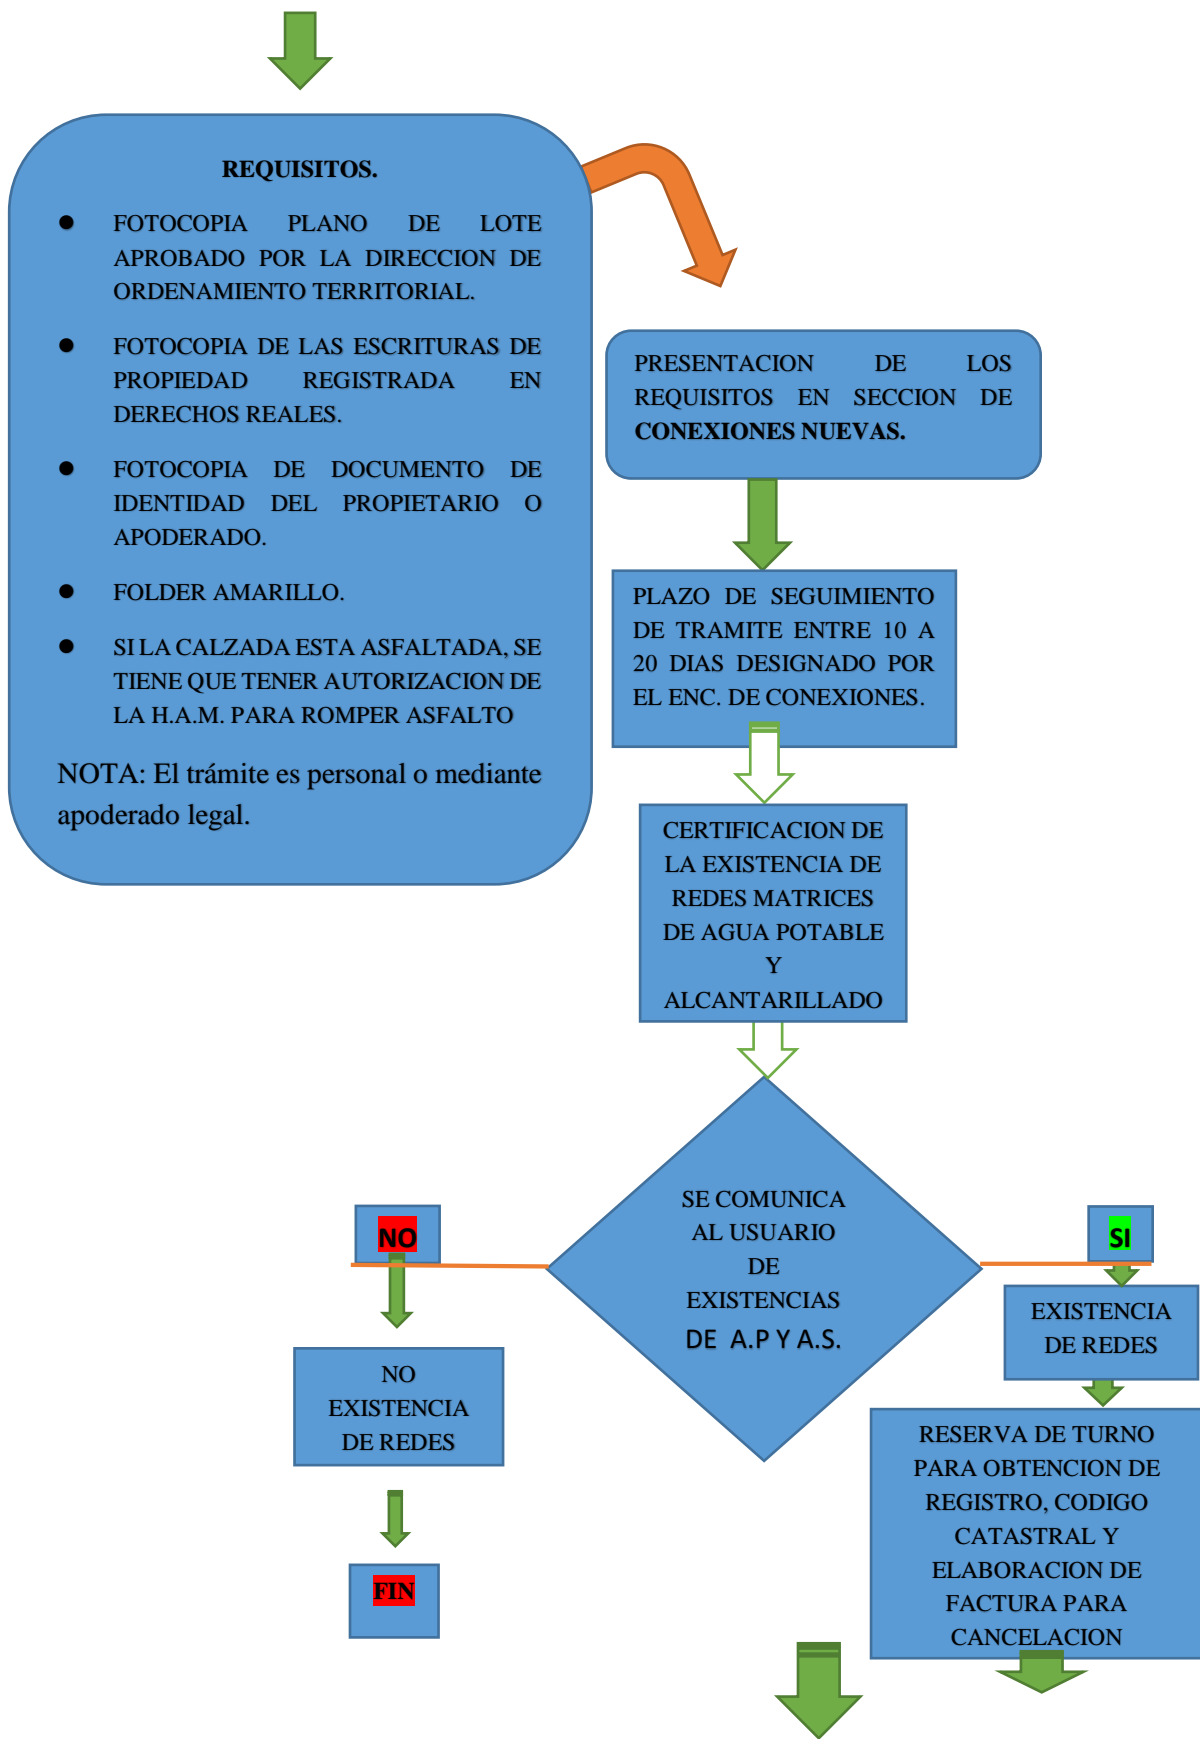 REQUISITOS.
● FOTOCOPIA PLANO DE LOTE
APROBADO POR LA DIRECCION DE
ORDENAMIENTO TERRITORIAL.
● FOTOCOPIA DE LAS ESCRITURAS DE
PROPIEDAD REGISTRADA EN
DERECHOS REALES.
● FOTOCOPIA DE DOCUMENTO DE
IDENTIDAD DEL PROPIETARIO O
APODERADO.
● FOLDER AMARILLO.
● SI LA CALZADA ESTA ASFALTADA, SE
TIENE QUE TENER AUTORIZACION DE
LA H.A.M. PARA ROMPER ASFALTO
NOTA: El trámite es personal o mediante
apoderado legal.
PRESENTACION DE LOS
REQUISITOS EN SECCION DE
CONEXIONES NUEVAS.
PLAZO DE SEGUIMIENTO
DE TRAMITE ENTRE 10 A
20 DIAS DESIGNADO POR
EL ENC. DE CONEXIONES.
CERTIFICACION DE
LA EXISTENCIA DE
REDES MATRICES
DE AGUA POTABLE
Y
ALCANTARILLADO
SE COMUNICA
AL USUARIO
DE
EXISTENCIAS
DE A.P Y A.S.
NO
NO
EXISTENCIA
DE REDES
FIN
SI
EXISTENCIA
DE REDES
RESERVA DE TURNO
PARA OBTENCION DE
REGISTRO, CODIGO
CATASTRAL Y
ELABORACION DE
FACTURA PARA
CANCELACION